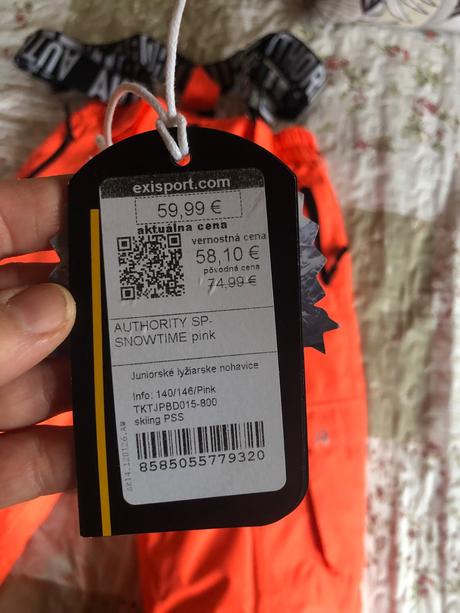 AUT
exisport.com
59,99 €
aktuálna cena
vernostná cena
58,10 €
pôvodná cena
74,99 €
AUTHORITY SP-
SNOWTIME pink
Juniorské lyžiarske nohavice
Info: 140/146/Pink
TKTJPBD015-800
skiing PSS
8585055779320